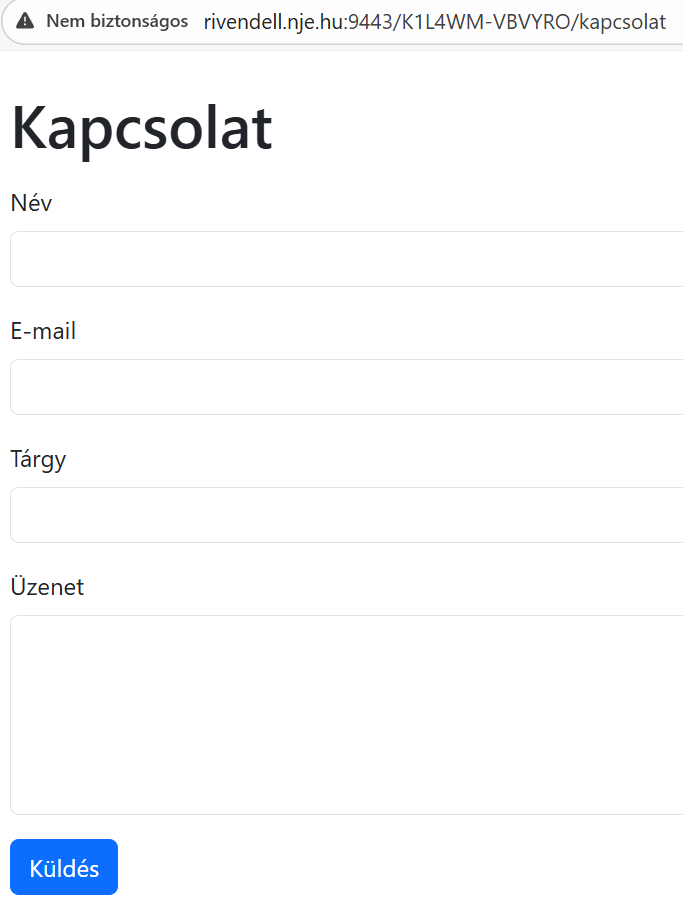 Nem biztonságos rivendell.nje.hu:9443/K1L4WM-VBVYRO/kapcsolat
Kapcsolat
Név
E-mail
Tárgy
Üzenet
Küldés